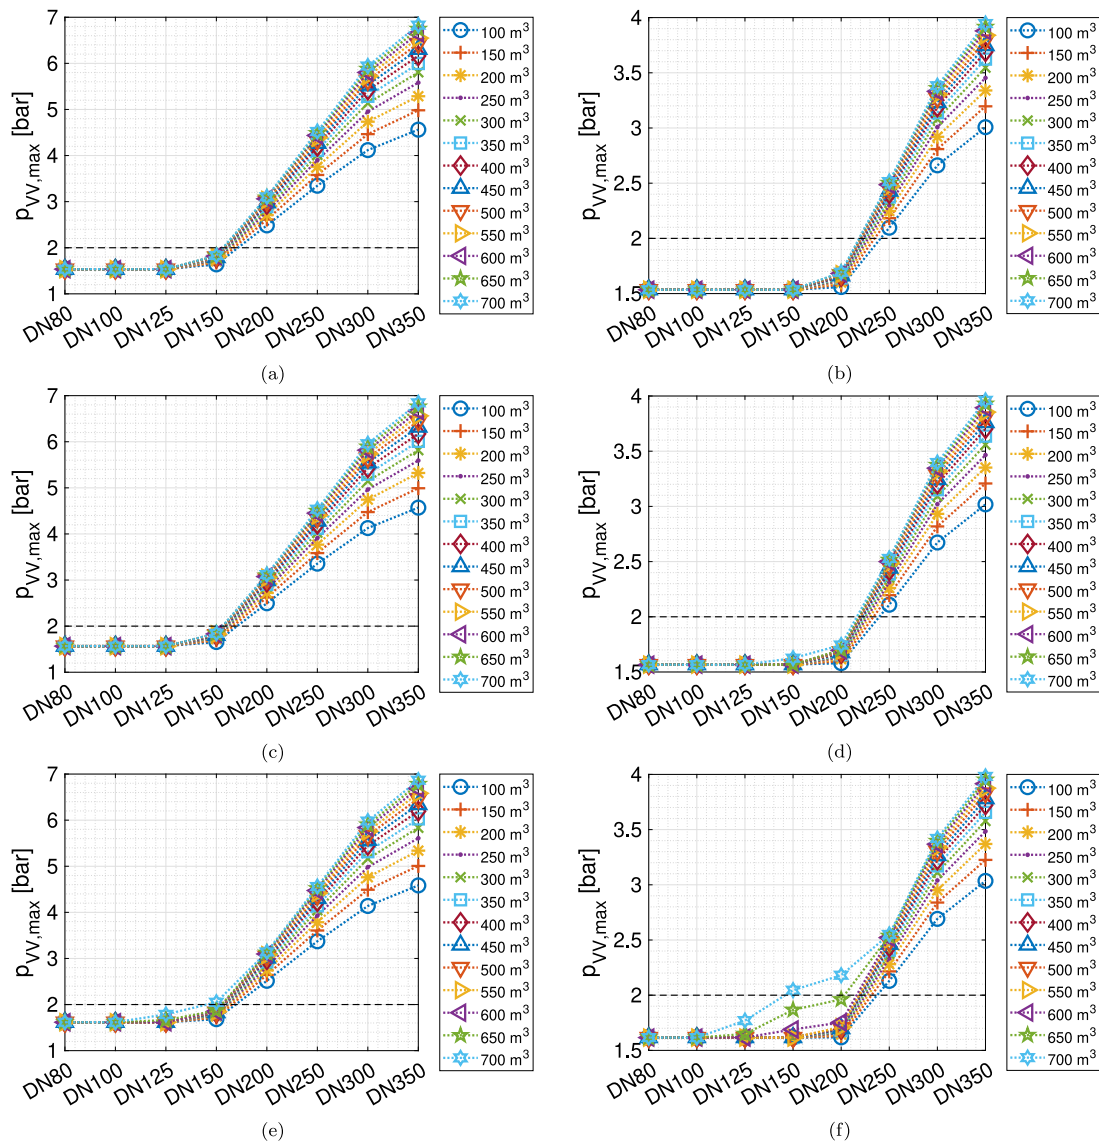 7
6
5
4
3
2
1
p_VV,max [bar]
DN80
DN100
DN125
DN150
DN200
DN250
DN300
DN350
100 m³
150 m³
200 m³
250 m³
300 m³
350 m³
400 m³
450 m³
500 m³
550 m³
600 m³
650 m³
700 m³
(a)
4
3.5
3
2.5
2
1.5
p_VV,max [bar]
DN80
DN100
DN125
DN150
DN200
DN250
DN300
DN350
100 m³
150 m³
200 m³
250 m³
300 m³
350 m³
400 m³
450 m³
500 m³
550 m³
600 m³
650 m³
700 m³
(b)
7
6
5
4
3
2
1
p_VV,max [bar]
DN80
DN100
DN125
DN150
DN200
DN250
DN300
DN350
100 m³
150 m³
200 m³
250 m³
300 m³
350 m³
400 m³
450 m³
500 m³
550 m³
600 m³
650 m³
700 m³
(c)
4
3.5
3
2.5
2
1.5
p_VV,max [bar]
DN80
DN100
DN125
DN150
DN200
DN250
DN300
DN350
100 m³
150 m³
200 m³
250 m³
300 m³
350 m³
400 m³
450 m³
500 m³
550 m³
600 m³
650 m³
700 m³
(d)
7
6
5
4
3
2
1
p_VV,max [bar]
DN80
DN100
DN125
DN150
DN200
DN250
DN300
DN350
100 m³
150 m³
200 m³
250 m³
300 m³
350 m³
400 m³
450 m³
500 m³
550 m³
600 m³
650 m³
700 m³
(e)
4
3.5
3
2.5
2
1.5
p_VV,max [bar]
DN80
DN100
DN125
DN150
DN200
DN250
DN300
DN350
100 m³
150 m³
200 m³
250 m³
300 m³
350 m³
400 m³
450 m³
500 m³
550 m³
600 m³
650 m³
700 m³
(f)